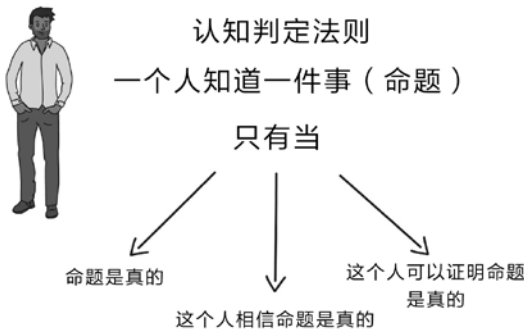 认知判定法则
一个人知道一件事（命题）
只有当
命题是真的
这个人相信命题是真的
这个人可以证明命题
是真的